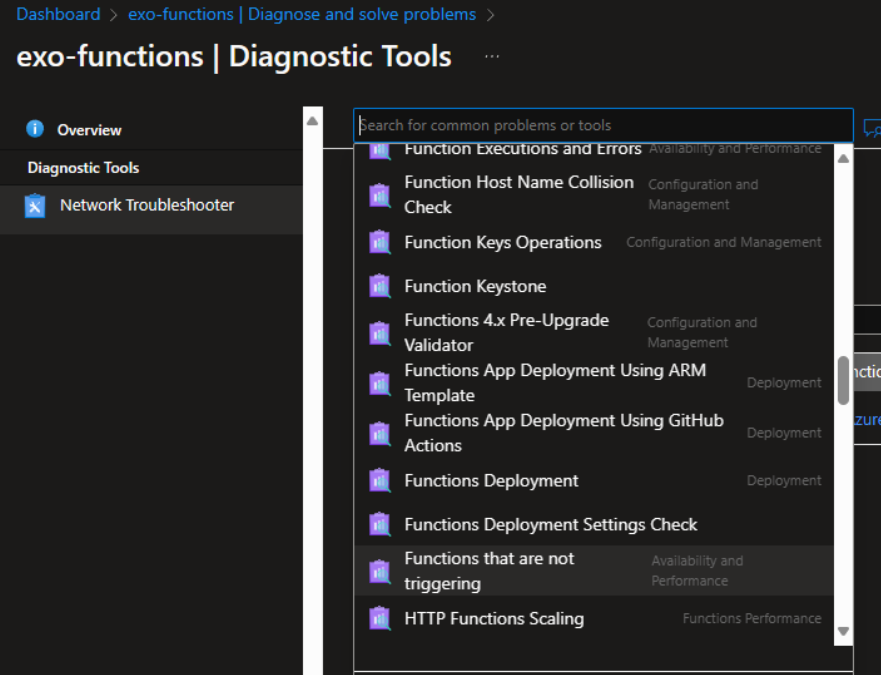 Dashboard > exo-functions | Diagnose and solve problems >
exo-functions | Diagnostic Tools ...
Overview
Diagnostic Tools
Network Troubleshooter
Search for common problems or tools
Function Executions and Errors Availability and Performance
Function Host Name Collision
Check
Configuration and
Management
Function Keys Operations Configuration and Management
Function Keystone
Functions 4.x Pre-Upgrade
Validator
Configuration and
Management
Functions App Deployment Using ARM
Template
Deployment
Functions App Deployment Using GitHub
Actions
Deployment
Functions Deployment Deployment
Functions Deployment Settings Check
Functions that are not
triggering
Availability and
Performance
HTTP Functions Scaling Functions Performance